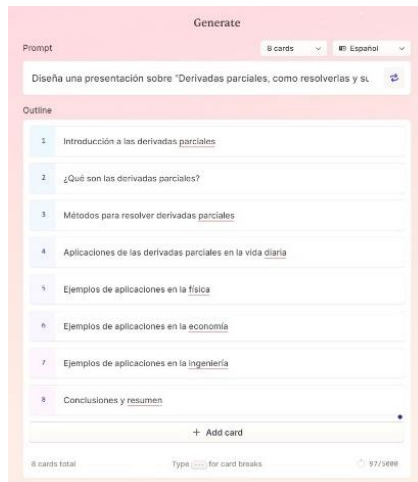 Generate
Prompt
8 cards
Español
Diseña una presentación sobre "Derivadas parciales, como resolverlas y su
Outline
1 Introducción a las derivadas parciales
2 ¿Qué son las derivadas parciales?
3 Métodos para resolver derivadas parciales
4 Aplicaciones de las derivadas parciales en la vida diaria
5 Ejemplos de aplicaciones en la física
6 Ejemplos de aplicaciones en la economía
7 Ejemplos de aplicaciones en la ingeniería
8 Conclusiones y resumen
+ Add card
8 cards total
Type --- for card breaks
97/5000